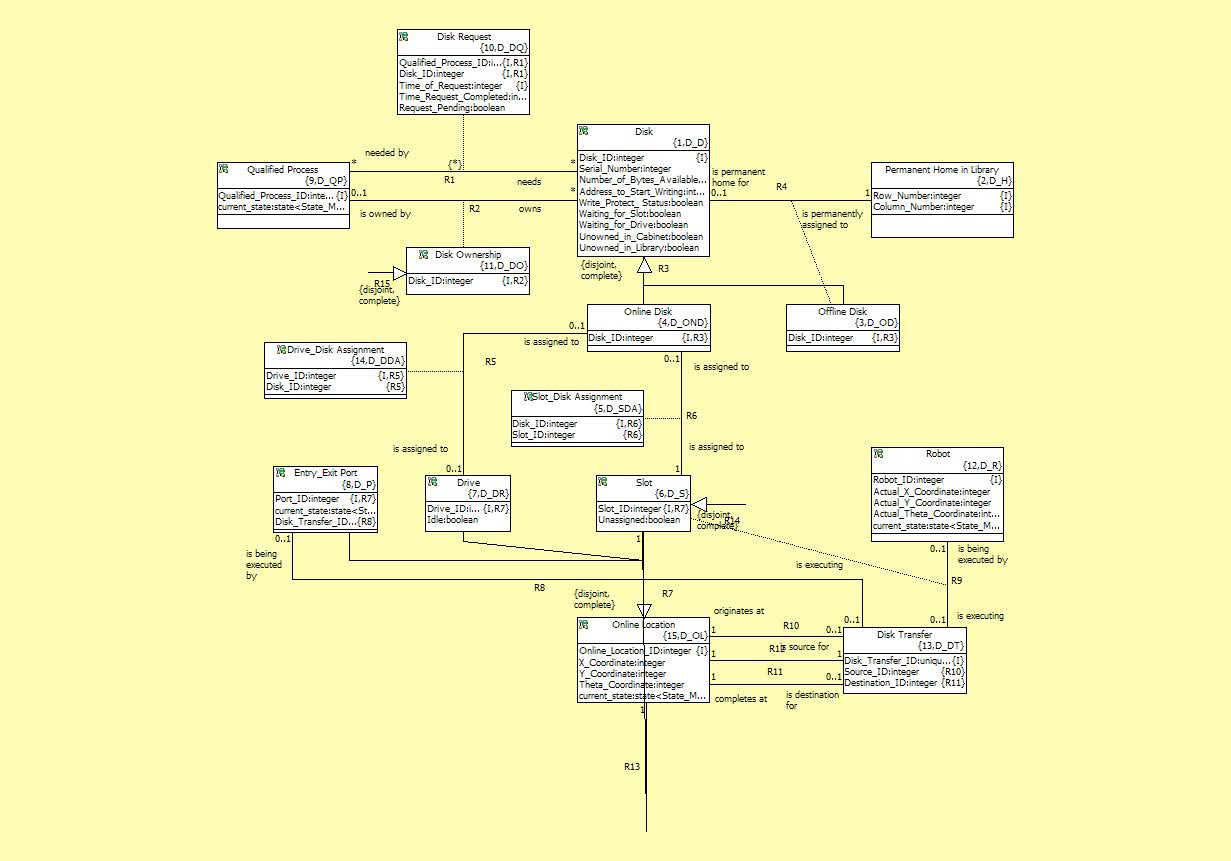 Disk Request
{10,D_DQ}
Qualified_Process_ID:i...{I,R1}
Disk_ID:integer {I,R1}
Time_of_Request:integer {I}
Time_Request_Completed:in...
Request_Pending:boolean
Disk
{1,D_D}
Disk_ID:integer {I}
Serial_Number:integer
Number_of_Bytes_Available...
Address_to_Start_Writing:int...
Write_Protect_ Status:boolean
Waiting_for_Slot:boolean
Waiting_for_Drive:boolean
Unowned_in_Cabinet:boolean
Unowned_in_Library:boolean
needed by
*
{*}
*
R1
needs
Qualified Process
{9,D_QP}
Qualified_Process_ID:inte... {I}
current_state:state<State_M...
0..1
*
is owned by
R2
owns
is permanent
home for
0..1
R4
1
is permanently
assigned to
Permanent Home in Library
{2,D_H}
Row_Number:integer {I}
Column_Number:integer {I}
Disk Ownership
{11,D_DO}
Disk_ID:integer {I,R2}
R15
{disjoint,
complete}
{disjoint,
complete}
R3
Online Disk
{4,D_OND}
Disk_ID:integer {I,R3}
Offline Disk
{3,D_OD}
Disk_ID:integer {I,R3}
0..1
is assigned to
Drive_Disk Assignment
{14,D_DDA}
Drive_ID:integer {I,R5}
Disk_ID:integer {R5}
R5
0..1
is assigned to
Slot_Disk Assignment
{5,D_SDA}
Disk_ID:integer {I,R6}
Slot_ID:integer {R6}
R6
is assigned to
0..1
is assigned to
1
Entry_Exit Port
{8,D_P}
Port_ID:integer {I,R7}
current_state:state<St...
Disk_Transfer_ID...{R8}
Drive
{7,D_DR}
Drive_ID:i... {I,R7}
Idle:boolean
Slot
{6,D_S}
Slot_ID:integer {I,R7}
Unassigned:boolean
{disjoint,
complete}
R14
Robot
{12,D_R}
Robot_ID:integer {I}
Actual_X_Coordinate:integer
Actual_Y_Coordinate:integer
Actual_Theta_Coordinate:int...
current_state:state<State_M...
0..1
is being
executed
by
1
0..1
is being
executed by
is executing
R9
R8
{disjoint,
complete}
R7
is executing
0..1
0..1
Online Location
{15,D_OL}
Online_Location_ID:integer {I}
X_Coordinate:integer
Y_Coordinate:integer
Theta_Coordinate:integer
current_state:state<State_M...
originates at
1
R10
0..1
R12
is source for
1
1
R11
1
0..1
completes at
is destination
for
Disk Transfer
{13,D_DT}
Disk_Transfer_ID:uniqu...{I}
Source_ID:integer {R10}
Destination_ID:integer {R11}
1
R13